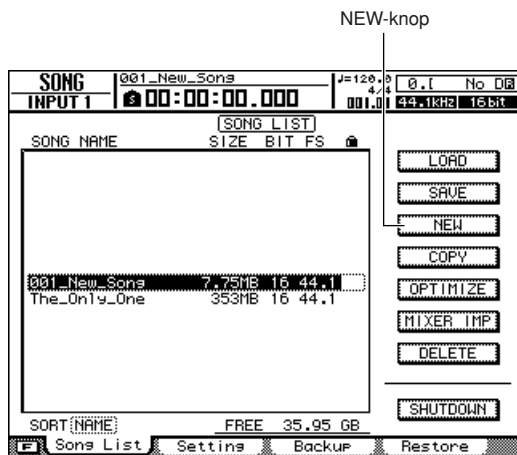 NEW-knop
SONG 001_New_Song ♩=120.0 0.[ No D
INPUT 1 S 00:00:00.000 4/4 001.01 44.1kHz 16bit
SONG LIST
SONG NAME SIZE BIT FS
LOAD
SAVE
NEW
COPY
001_New_Song 7.75MB 16 44.1
The_Only_One 353MB 16 44.1
OPTIMIZE
MIXER IMP
DELETE
SHUTDOWN
SORT NAME FREE 35.95 GB
F Song List Setting Backup Restore